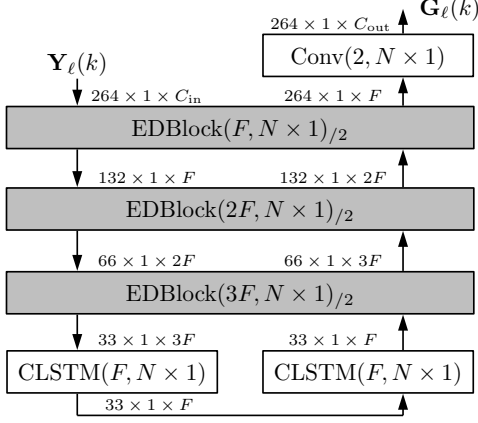 𝐆_ℓ(k)
264 × 1 × C_out
Conv(2, N × 1)
𝐘_ℓ(k)
264 × 1 × C_in 264 × 1 × F
EDBlock(F, N × 1)_/2
132 × 1 × F 132 × 1 × 2F
EDBlock(2F, N × 1)_/2
66 × 1 × 2F 66 × 1 × 3F
EDBlock(3F, N × 1)_/2
33 × 1 × 3F 33 × 1 × F
CLSTM(F, N × 1) CLSTM(F, N × 1)
33 × 1 × F